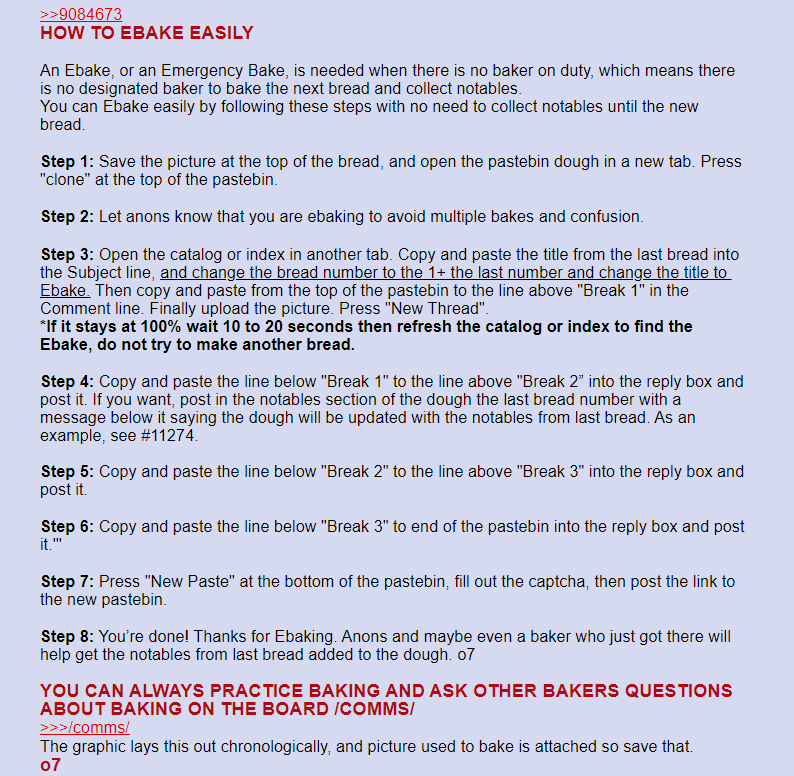 >>9084673
HOW TO EBAKE EASILY
An Ebake, or an Emergency Bake, is needed when there is no baker on duty, which means there
is no designated baker to bake the next bread and collect notables.
You can Ebake easily by following these steps with no need to collect notables until the new
bread.
Step 1: Save the picture at the top of the bread, and open the pastebin dough in a new tab. Press
"clone" at the top of the pastebin.
Step 2: Let anons know that you are ebaking to avoid multiple bakes and confusion.
Step 3: Open the catalog or index in another tab. Copy and paste the title from the last bread into
the Subject line, and change the bread number to the 1+ the last number and change the title to
Ebake. Then copy and paste from the top of the pastebin to the line above "Break 1" in the
Comment line. Finally upload the picture. Press "New Thread".
*If it stays at 100% wait 10 to 20 seconds then refresh the catalog or index to find the
Ebake, do not try to make another bread.
Step 4: Copy and paste the line below "Break 1" to the line above "Break 2” into the reply box and
post it. If you want, post in the notables section of the dough the last bread number with a
message below it saying the dough will be updated with the notables from last bread. As an
example, see #11274.
Step 5: Copy and paste the line below "Break 2" to the line above "Break 3" into the reply box and
post it.
Step 6: Copy and paste the line below "Break 3" to end of the pastebin into the reply box and post
it."'
Step 7: Press "New Paste" at the bottom of the pastebin, fill out the captcha, then post the link to
the new pastebin.
Step 8: You’re done! Thanks for Ebaking. Anons and maybe even a baker who just got there will
help get the notables from last bread added to the dough. o7
YOU CAN ALWAYS PRACTICE BAKING AND ASK OTHER BAKERS QUESTIONS
ABOUT BAKING ON THE BOARD /COMMS/
>>>/comms/
The graphic lays this out chronologically, and picture used to bake is attached so save that.
o7